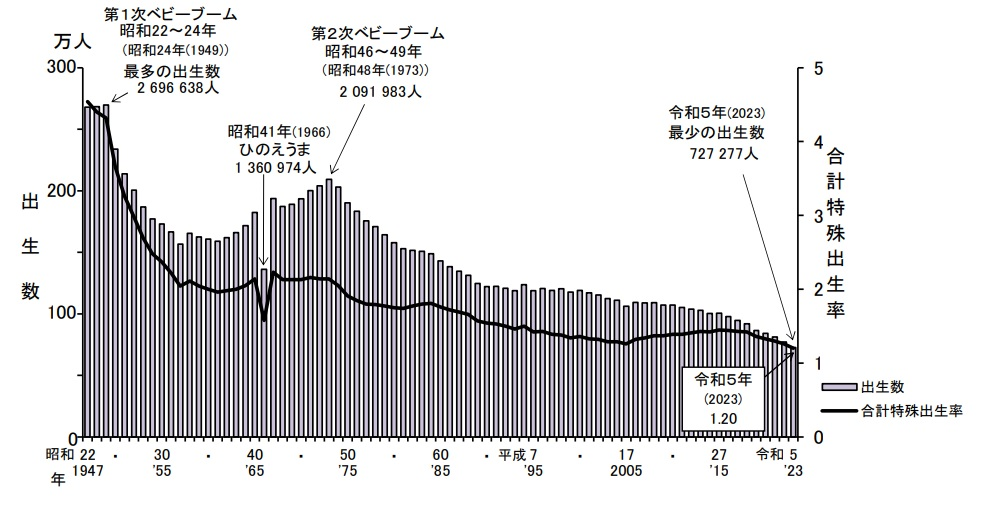 第1次ベビーブーム
昭和22～24年
(昭和24年(1949))
最多の出生数
2 696 638人
第2次ベビーブーム
昭和46～49年
(昭和48年(1973))
2 091 983人
昭和41年(1966)
ひのえうま
1 360 974人
令和5年(2023)
最少の出生数
727 277人
万人
300
200
100
0
出生数
5
4
3
2
1
0
合計特殊出生率
令和5年
(2023)
1.20
出生数
合計特殊出生率
昭和 22 ・ 30 ・ 40 ・ 50 ・ 60 ・ 平成 7 ・ 17 ・ 27 ・ 令和 5
年 1947 '55 '65 '75 '85 '95 2005 '15 '23